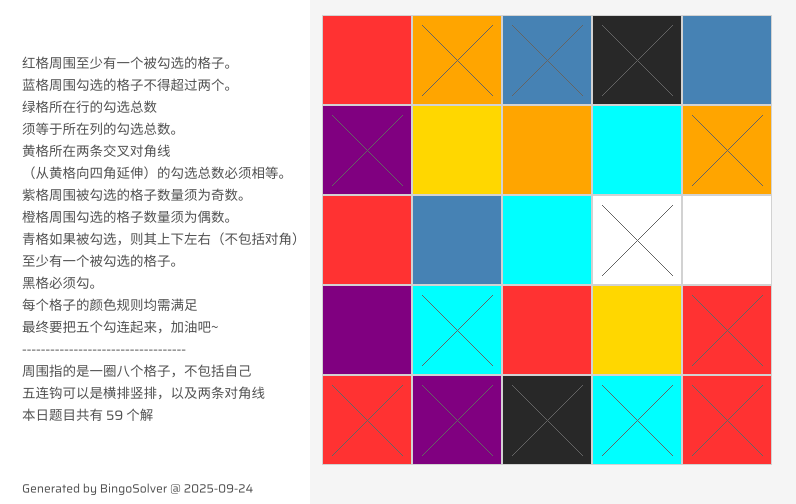 红格周围至少有一个被勾选的格子。
蓝格周围勾选的格子不得超过两个。
绿格所在行的勾选总数
须等于所在列的勾选总数。
黄格所在两条交叉对角线
（从黄格向四角延伸）的勾选总数必须相等。
紫格周围被勾选的格子数量须为奇数。
橙格周围勾选的格子数量须为偶数。
青格如果被勾选，则其上下左右（不包括对角）
至少有一个被勾选的格子。
黑格必须勾。
每个格子的颜色规则均需满足
最终要把五个勾连起来，加油吧~
-----------------------------------
周围指的是一圈八个格子，不包括自己
五连钩可以是横排竖排，以及两条对角线
本日题目共有 59 个解
Generated by BingoSolver @ 2025-09-24